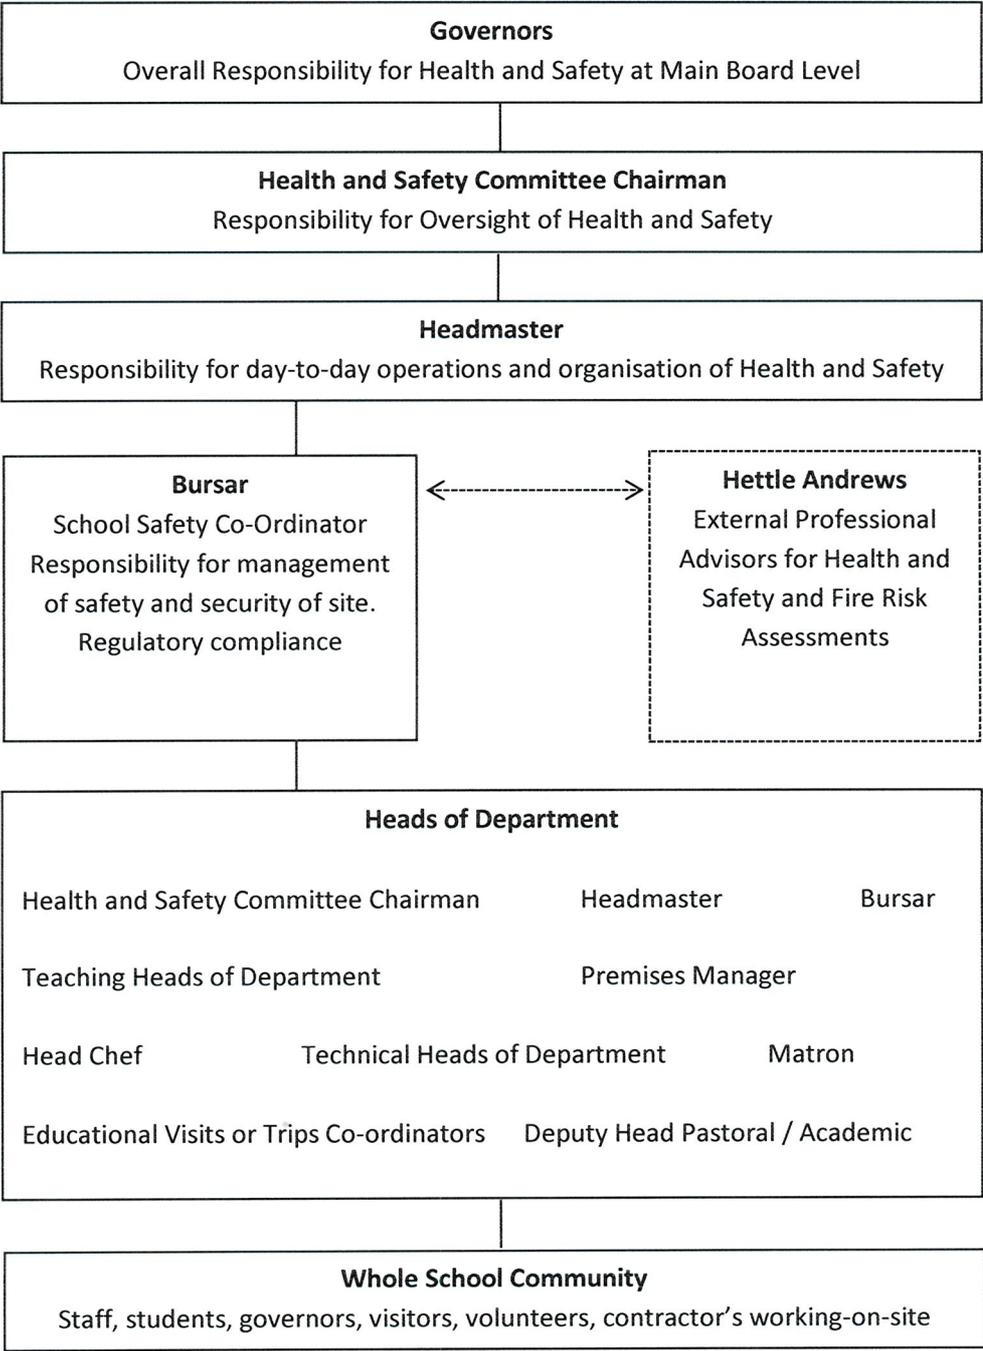 Governors
Overall Responsibility for Health and Safety at Main Board Level
Health and Safety Committee Chairman
Responsibility for Oversight of Health and Safety
Headmaster
Responsibility for day-to-day operations and organisation of Health and Safety
Bursar
School Safety Co-Ordinator
Responsibility for management
of safety and security of site.
Regulatory compliance
Hettle Andrews
External Professional
Advisors for Health and
Safety and Fire Risk
Assessments
Heads of Department
Health and Safety Committee Chairman Headmaster Bursar
Teaching Heads of Department Premises Manager
Head Chef Technical Heads of Department Matron
Educational Visits or Trips Co-ordinators Deputy Head Pastoral / Academic
Whole School Community
Staff, students, governors, visitors, volunteers, contractor's working-on-site